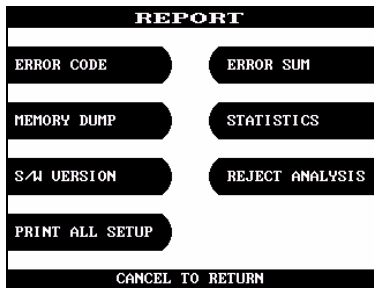 REPORT
ERROR CODE
ERROR SUM
MEMORY DUMP
STATISTICS
S/W VERSION
REJECT ANALYSIS
PRINT ALL SETUP
CANCEL TO RETURN